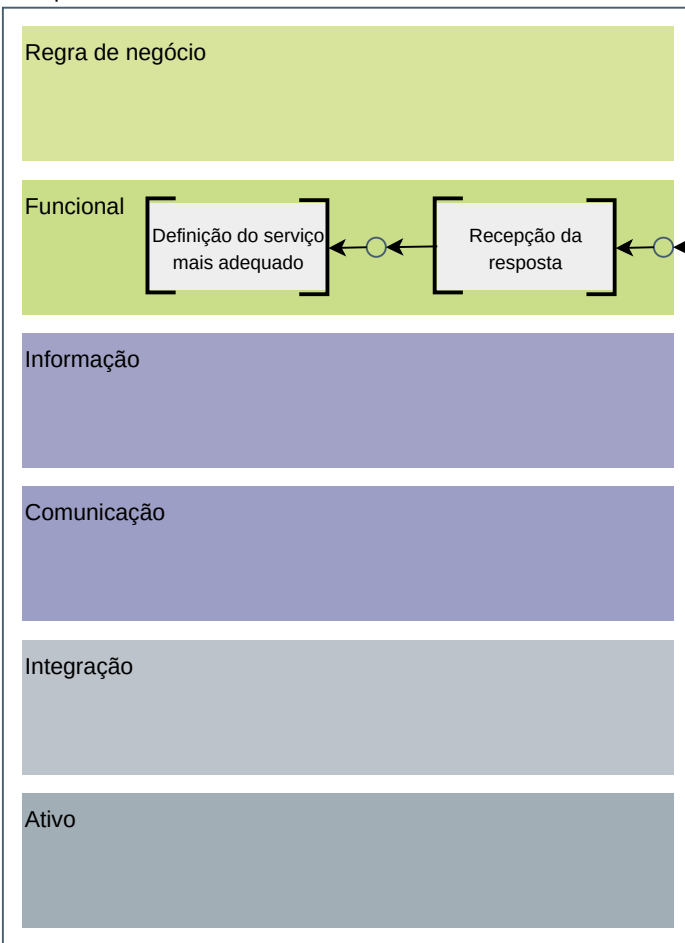 Regra de negócio
Funcional
Definição do serviço
mais adequado
Recepção da
resposta
Informação
Comunicação
Integração
Ativo